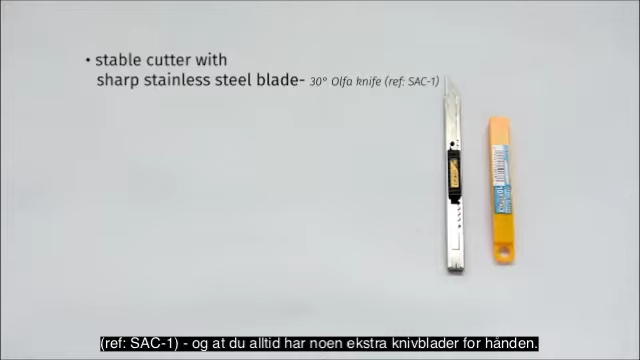 • stable cutter with
sharp stainless steel blade- 30° Olfa knife (ref: SAC-1)
(ref: SAC-1) - og at du alltid har noen ekstra knivblader for hånden.